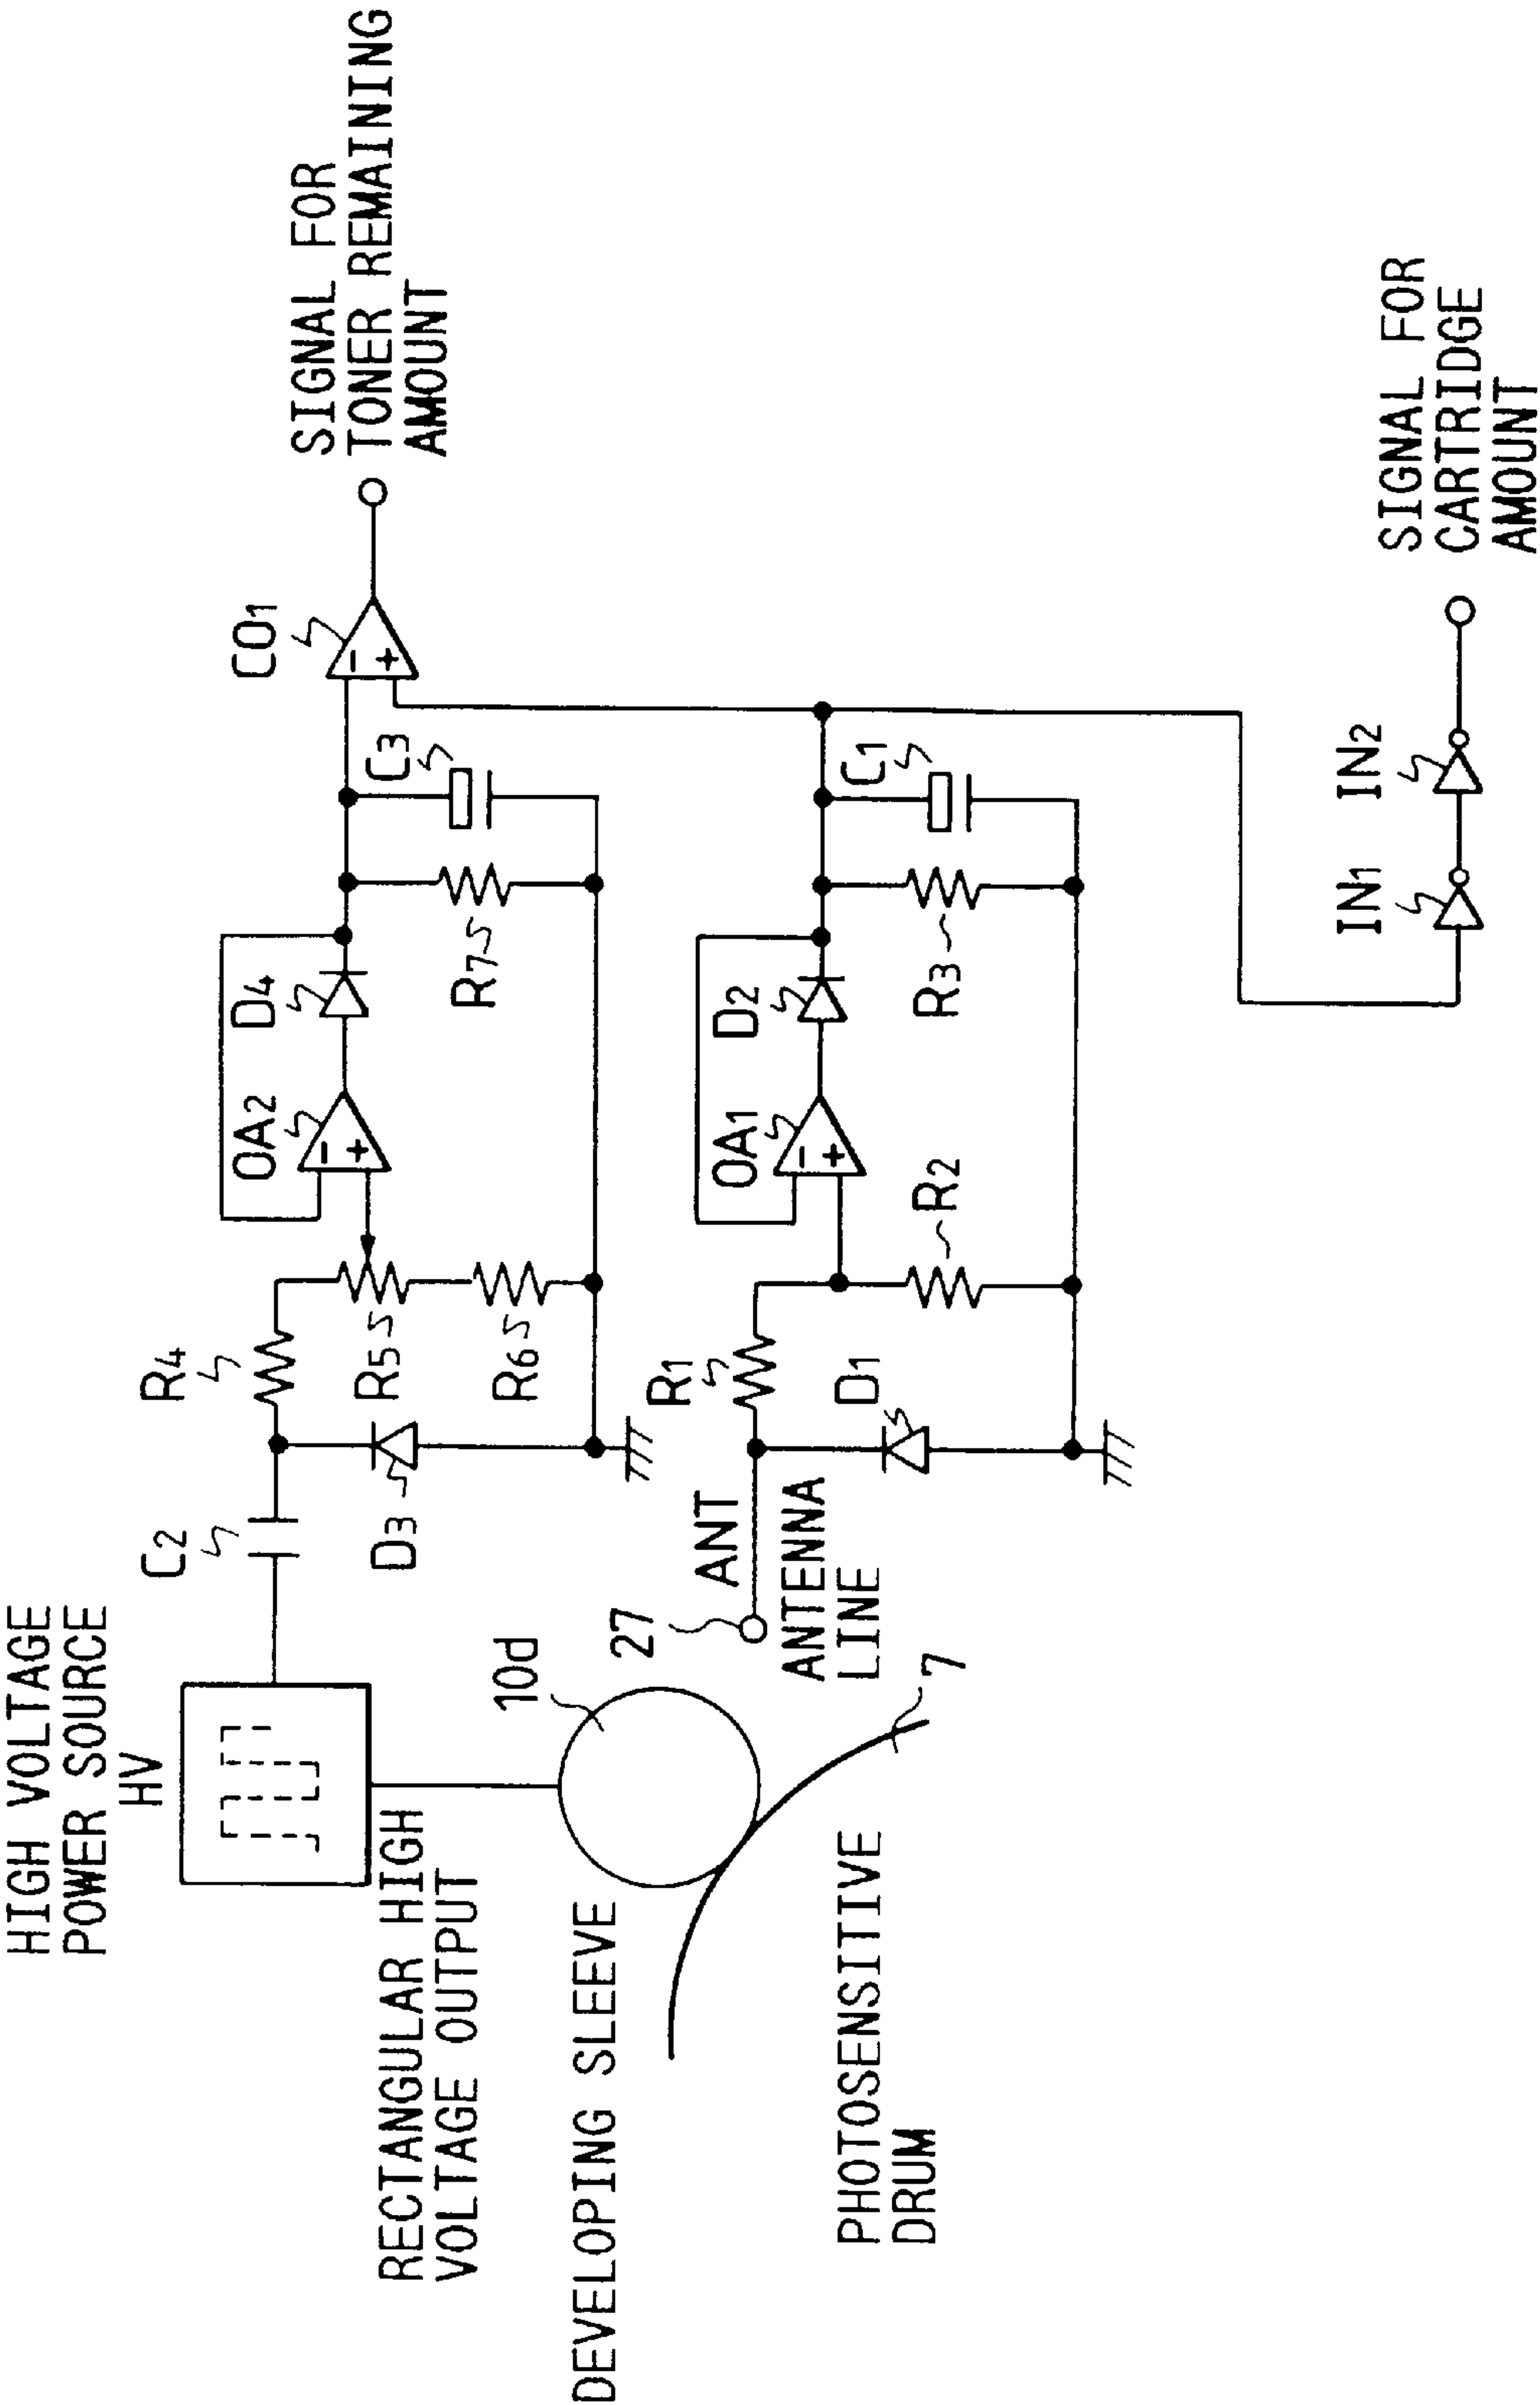 HIGH VOLTAGE
POWER SOURCE
HV
C2
R4
OA2
D4
CO1
- +
- +
SIGNAL FOR
TONER REMAINING
AMOUNT
RECTANGULAR HIGH
VOLTAGE OUTPUT
D3
R5
R6
R7
C3
DEVELOPING SLEEVE
10d
27
ANT
ANTENNA
LINE
R1
D1
OA1
- +
D2
R2
R3
C1
7
PHOTOSENSITIVE
DRUM
IN1
IN2
SIGNAL FOR
CARTRIDGE
AMOUNT